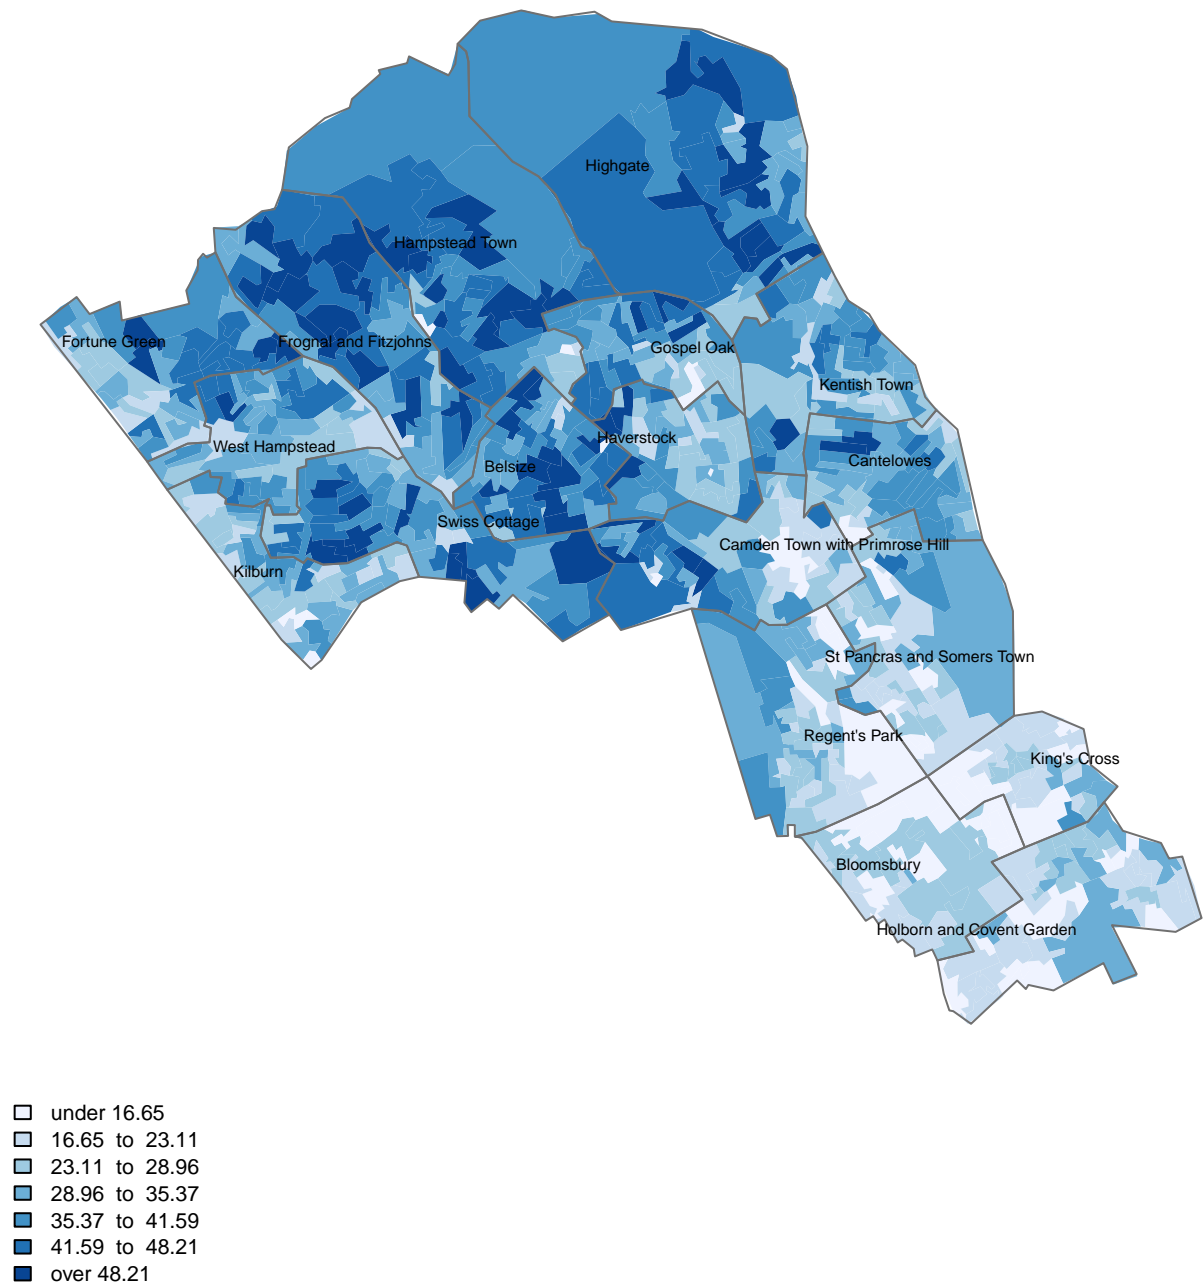 Highgate
Hampstead Town
Fortune Green
Frognal and Fitzjohns
Gospel Oak
Kentish Town
Haverstock
West Hampstead
Cantelowes
Belsize
Swiss Cottage
Camden Town with Primrose Hill
Kilburn
St Pancras and Somers Town
Regent's Park
King's Cross
Bloomsbury
Holborn and Covent Garden
under 16.65
16.65 to 23.11
23.11 to 28.96
28.96 to 35.37
35.37 to 41.59
41.59 to 48.21
over 48.21